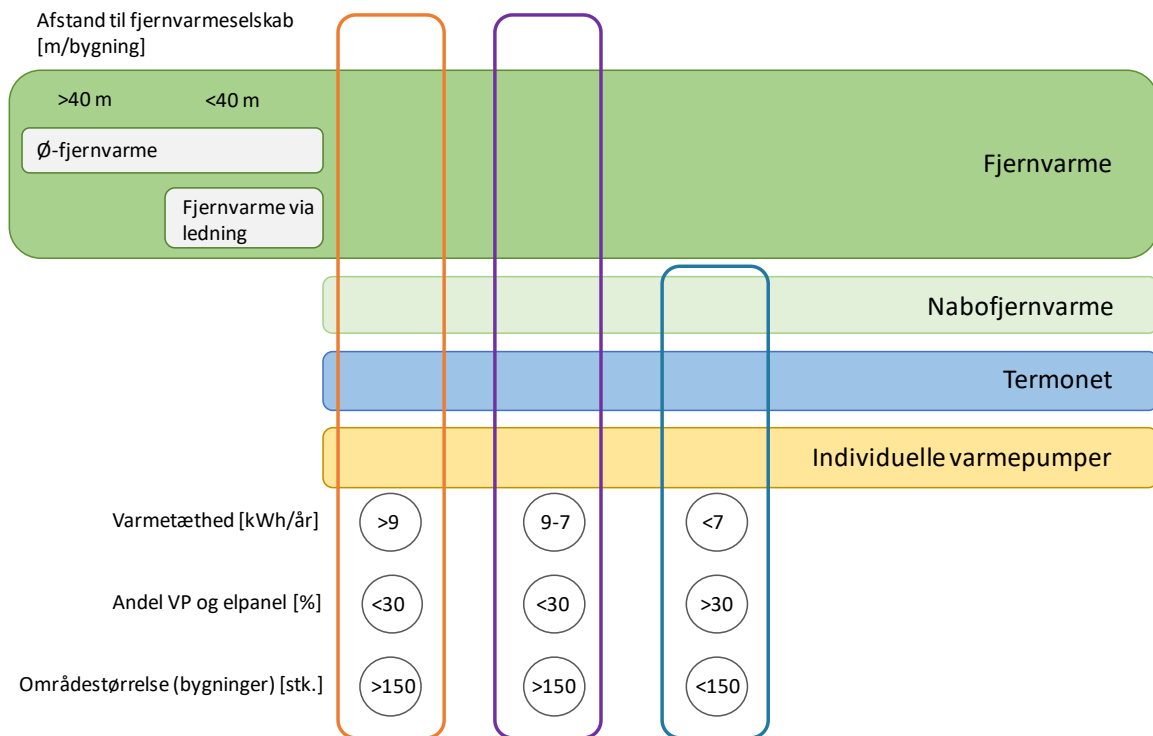 Afstand til fjernvarmeselskab
[m/bygning]
>40 m <40 m
Ø-fjernvarme
Fjernvarme via
ledning
Fjernvarme
Nabofjernvarme
Termonet
Individuelle varmepumper
Varmetæthed [kWh/år] >9 9-7 <7
Andel VP og elpanel [%] <30 <30 >30
Områdestørrelse (bygninger) [stk.] >150 >150 <150